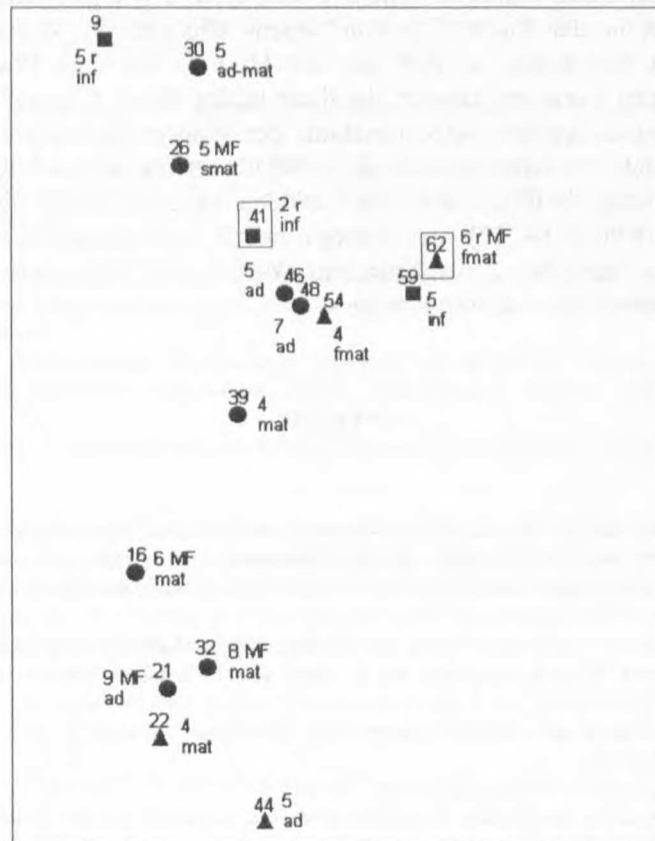 9
5 r
inf
30 5
ad-mat
26 5 MF
smat
41 2 r
inf
62 6 r MF
fmat
59
5
inf
5
ad
46
48
54
7
ad
4
fmat
39 4
mat
16 6 MF
mat
32 8 MF
mat
9 MF
ad
21
22 4
mat
44 5
ad